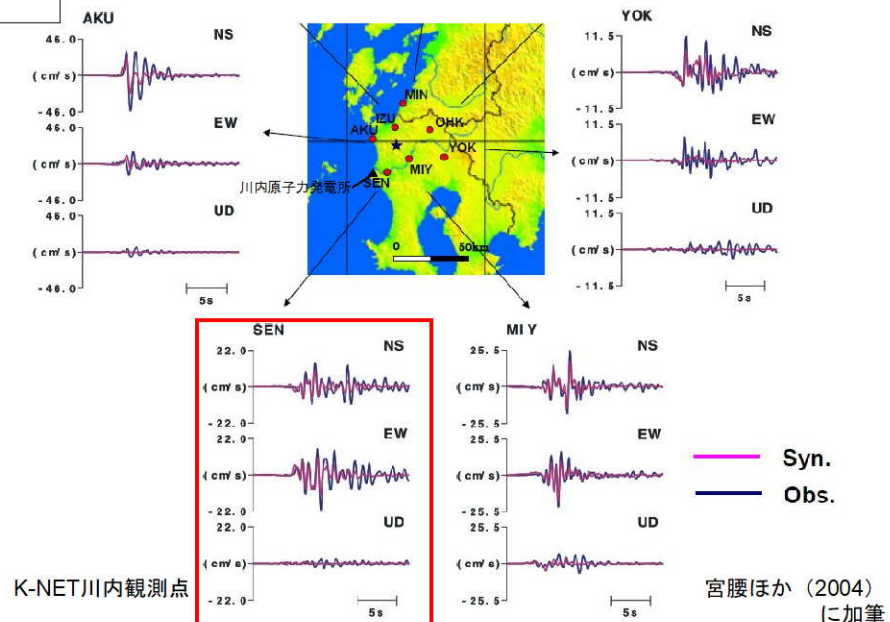 AKU
NS
46.0
(cm/s)
-46.0
EW
46.0
(cm/s)
-46.0
UD
46.0
(cm/s)
-46.0
5s
MIN
IZU
OHK
AKU
YOK
MIY
SEN
川内原子力発電所
0 50km
YOK
NS
11.5
(cm/s)
-11.5
EW
11.5
(cm/s)
-11.5
UD
11.5
(cm/s)
-11.5
5s
SEN
NS
22.0
(cm/s)
-22.0
EW
22.0
(cm/s)
-22.0
UD
22.0
(cm/s)
-22.0
5s
MIY
NS
25.5
(cm/s)
-25.5
EW
25.5
(cm/s)
-25.5
UD
25.5
(cm/s)
-25.5
5s
Syn.
Obs.
K-NET川内観測点
宮腰ほか（2004）
に加筆